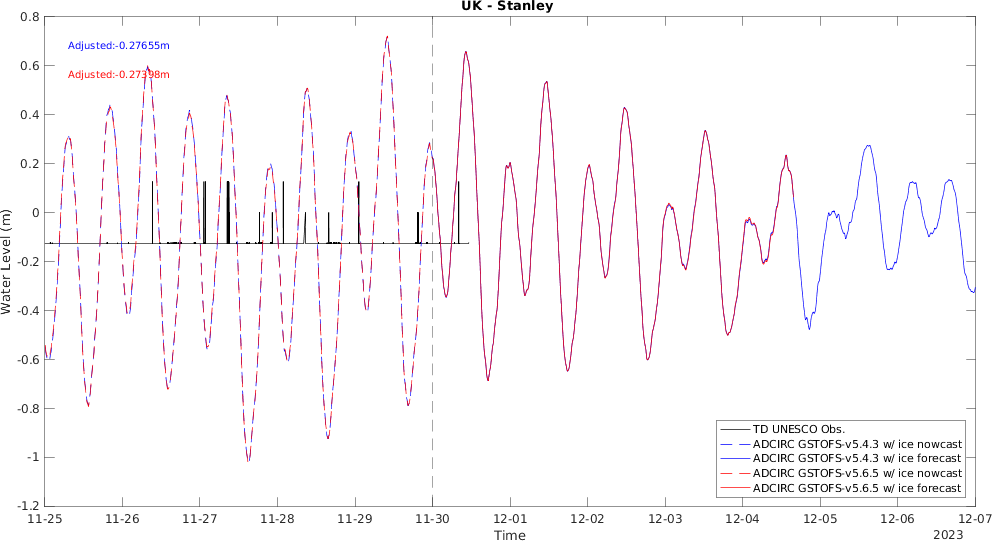 UK - Stanley
Adjusted:-0.27655m
Adjusted:-0.27398m
0.8
0.6
0.4
0.2
0
-0.2
-0.4
-0.6
-0.8
-1
-1.2
Water Level (m)
TD UNESCO Obs.
ADCIRC GSTOFS-v5.4.3 w/ ice nowcast
ADCIRC GSTOFS-v5.4.3 w/ ice forecast
ADCIRC GSTOFS-v5.6.5 w/ ice nowcast
ADCIRC GSTOFS-v5.6.5 w/ ice forecast
11-25 11-26 11-27 11-28 11-29 11-30 12-01 12-02 12-03 12-04 12-05 12-06 12-07
Time
2023